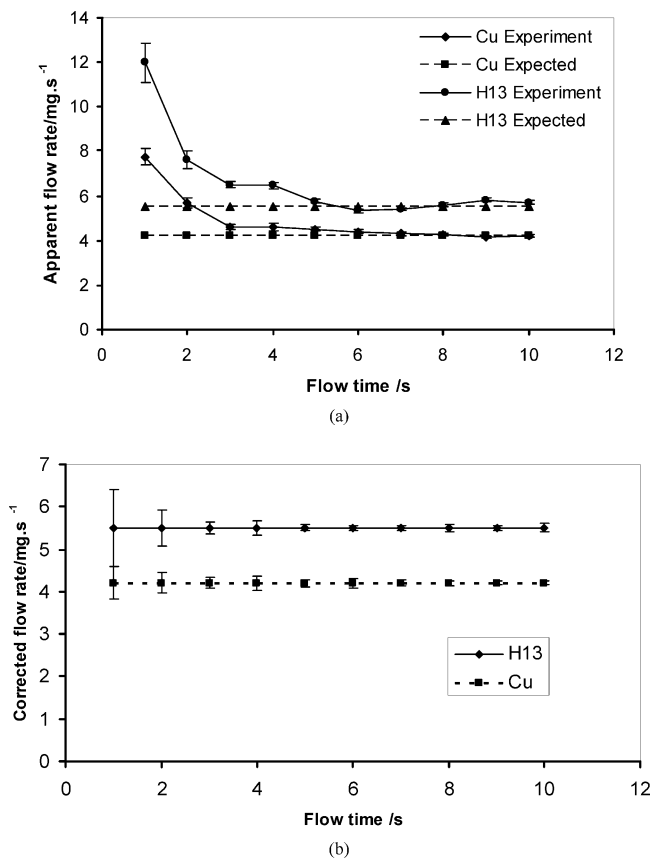 14
12
10
8
6
4
2
0
Apparent flow rate/mg.s -1
Cu Experiment
Cu Expected
H13 Experiment
H13 Expected
0 2 4 6 8 10 12
Flow time /s
(a)
7
6
5
4
3
2
1
0
Corrected flow rate/mg.s -1
H13
Cu
0 2 4 6 8 10 12
Flow time /s
(b)